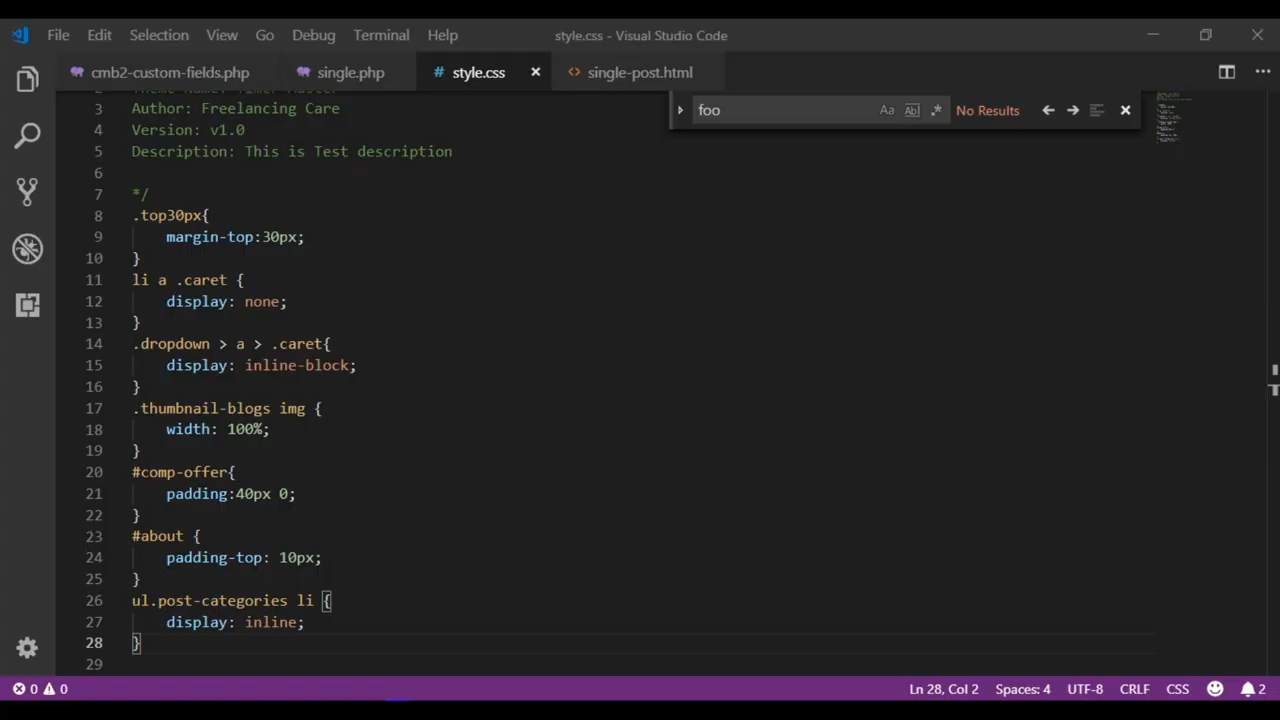 File Edit Selection View Go Debug Terminal Help style.css - Visual Studio Code
cmb2-custom-fields.php single.php # style.css single-post.html
foo Aa Abl .* No Results
3 Author: Freelancing Care
4 Version: v1.0
5 Description: This is Test description
6
7 */
8 .top30px{
9 margin-top:30px;
10 }
11 li a .caret {
12 display: none;
13 }
14 .dropdown > a > .caret{
15 display: inline-block;
16 }
17 .thumbnail-blogs img {
18 width: 100%;
19 }
20 #comp-offer{
21 padding:40px 0;
22 }
23 #about {
24 padding-top: 10px;
25 }
26 ul.post-categories li {
27 display: inline;
28 }
29
0 0 Ln 28, Col 2 Spaces: 4 UTF-8 CRLF CSS 2